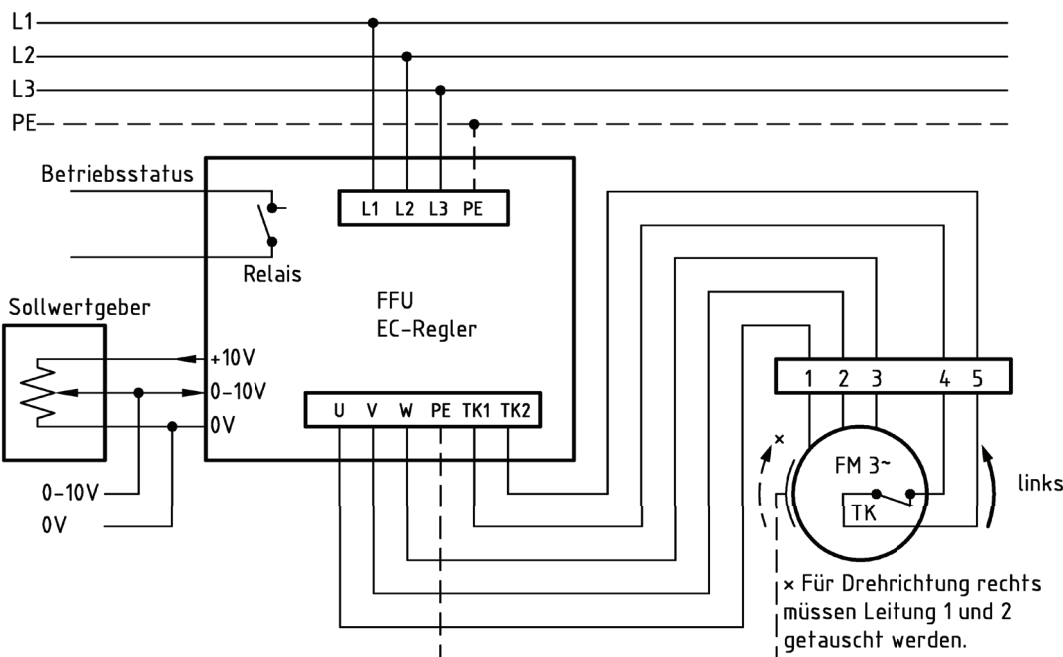 L1
L2
L3
PE
Betriebsstatus
Relais
L1 L2 L3 PE
FFU
EC-Regler
Sollwertgeber
+10V
0-10V
0V
0-10V
0V
U V W PE TK1 TK2
1 2 3 4 5
×
FM 3~
TK
links
× Für Drehrichtung rechts
müssen Leitung 1 und 2
getauscht werden.